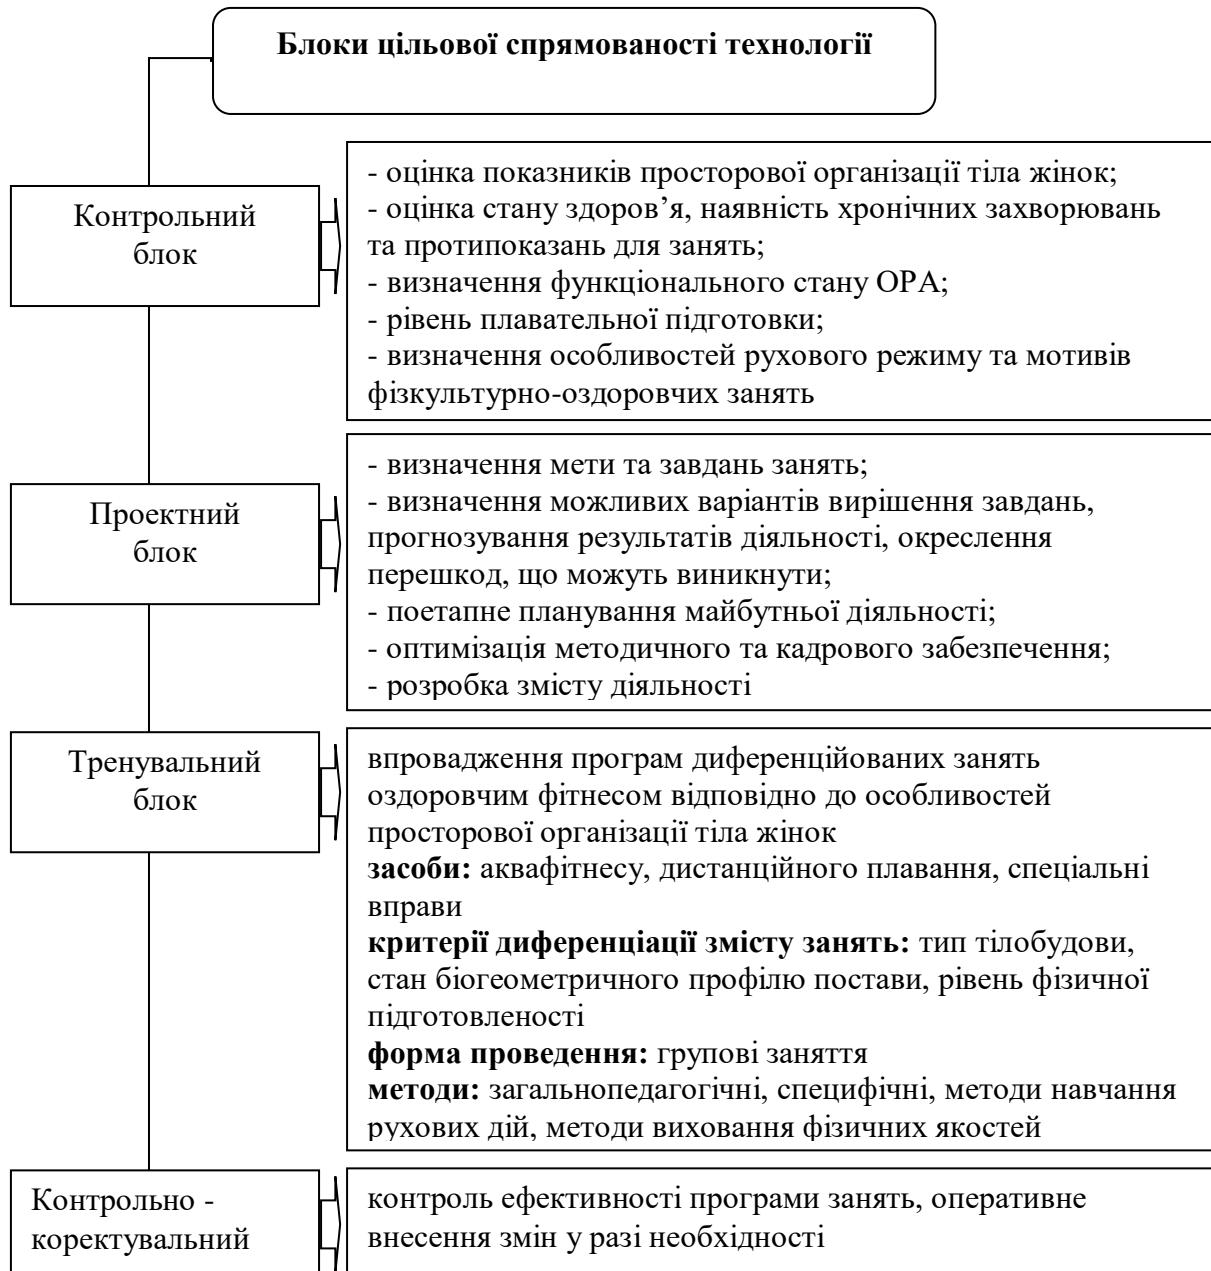 Блоки цільової спрямованості технології
Контрольний
блок
- оцінка показників просторової організації тіла жінок;
- оцінка стану здоров’я, наявність хронічних захворювань
та протипоказань для занять;
- визначення функціонального стану ОРА;
- рівень плавательної підготовки;
- визначення особливостей рухового режиму та мотивів
фізкультурно-оздоровчих занять
Проектний
блок
- визначення мети та завдань занять;
- визначення можливих варіантів вирішення завдань,
прогнозування результатів діяльності, окреслення
перешкод, що можуть виникнути;
- поетапне планування майбутньої діяльності;
- оптимізація методичного та кадрового забезпечення;
- розробка змісту діяльності
Тренувальний
блок
впровадження програм диференційованих занять
оздоровчим фітнесом відповідно до особливостей
просторової організації тіла жінок
засоби: аквафітнесу, дистанційного плавання, спеціальні
вправи
критерії диференціації змісту занять: тип тілобудови,
стан біогеометричного профілю постави, рівень фізичної
підготовленості
форма проведення: групові заняття
методи: загальнопедагогічні, специфічні, методи навчання
рухових дій, методи виховання фізичних якостей
Контрольно -
коректувальний
контроль ефективності програми занять, оперативне
внесення змін у разі необхідності